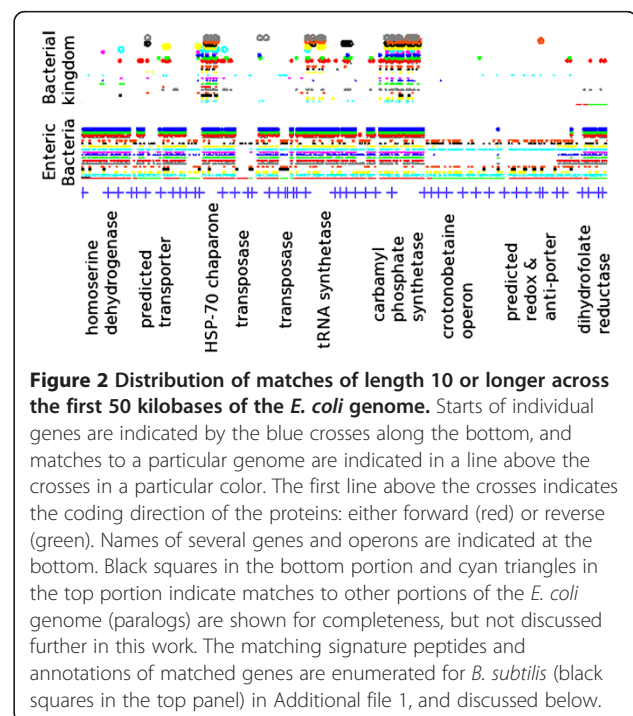 Bacterial
kingdom
Enteric
Bacteria
homoserine
dehydrogenase
predicted
transporter
HSP-70 chaparone
transposase
transposase
tRNA synthetase
carbamyl
phosphate
synthetase
crotonobetaine
operon
predicted
redox &
anti-porter
dihydrofolate
reductase
Figure 2 Distribution of matches of length 10 or longer across
the first 50 kilobases of the E. coli genome. Starts of individual
genes are indicated by the blue crosses along the bottom, and
matches to a particular genome are indicated in a line above the
crosses in a particular color. The first line above the crosses indicates
the coding direction of the proteins: either forward (red) or reverse
(green). Names of several genes and operons are indicated at the
bottom. Black squares in the bottom portion and cyan triangles in
the top portion indicate matches to other portions of the E. coli
genome (paralogs) are shown for completeness, but not discussed
further in this work. The matching signature peptides and
annotations of matched genes are enumerated for B. subtilis (black
squares in the top panel) in Additional file 1, and discussed below.